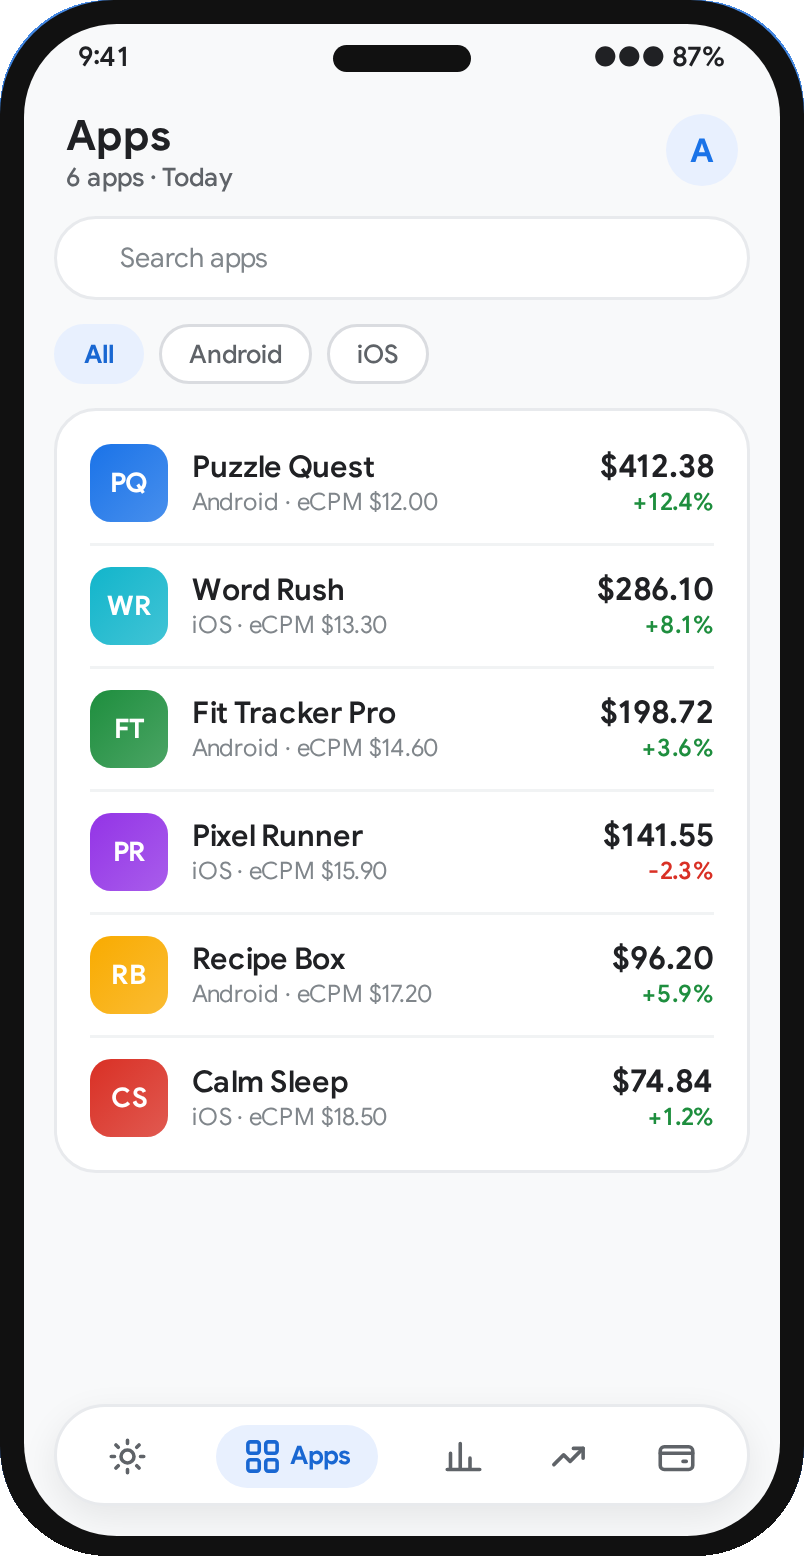 9:41
87%
Apps
6 apps · Today
A
Search apps
All
Android
iOS
PQ
Puzzle Quest
$412.38
Android · eCPM $12.00
+12.4%
WR
Word Rush
$286.10
iOS · eCPM $13.30
+8.1%
FT
Fit Tracker Pro
$198.72
Android · eCPM $14.60
+3.6%
PR
Pixel Runner
$141.55
iOS · eCPM $15.90
-2.3%
RB
Recipe Box
$96.20
Android · eCPM $17.20
+5.9%
CS
Calm Sleep
$74.84
iOS · eCPM $18.50
+1.2%
Apps